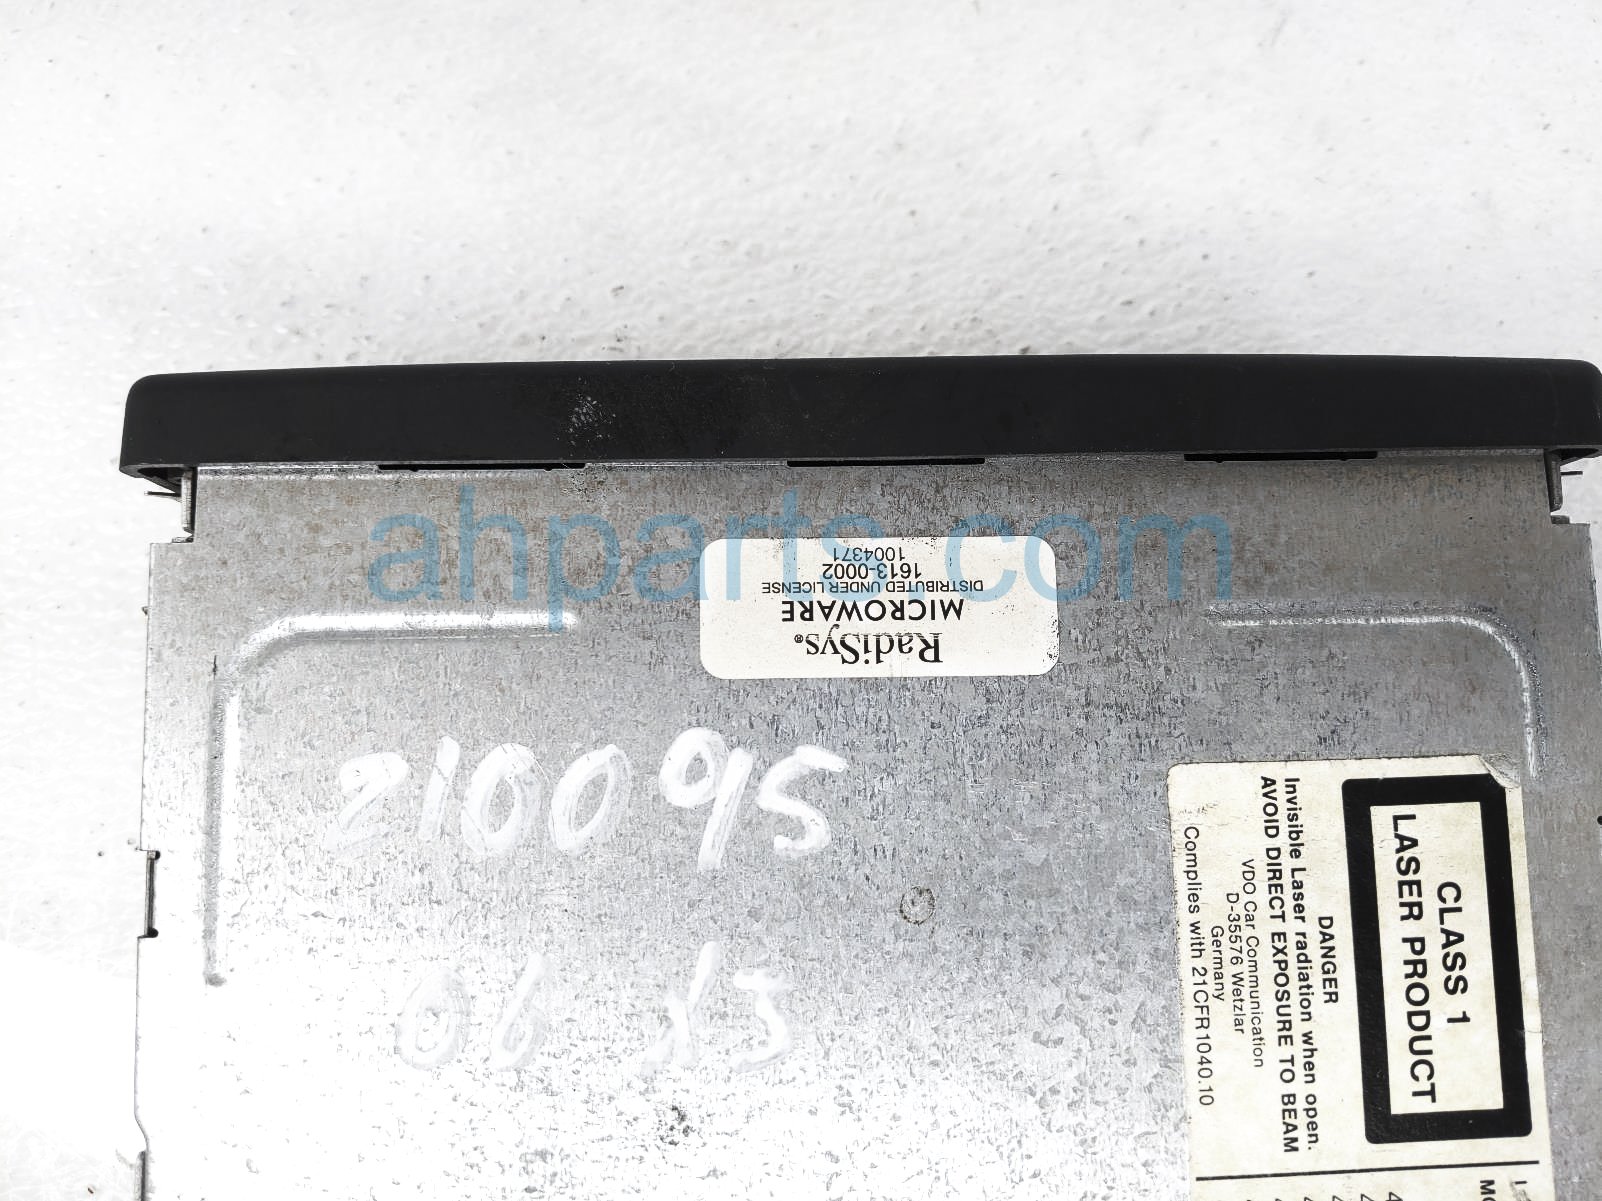 ahparts.com
RadiSys®
MICROWARE
DISTRIBUTED UNDER LICENSE
1613-0002
1004371
2100915
06 X3
CLASS 1
LASER PRODUCT
DANGER
Invisible Laser radiation when open.
AVOID DIRECT EXPOSURE TO BEAM
VDO Car Communication
D-35576 Wetzlar
Germany
Complies with 21CFR1040.10